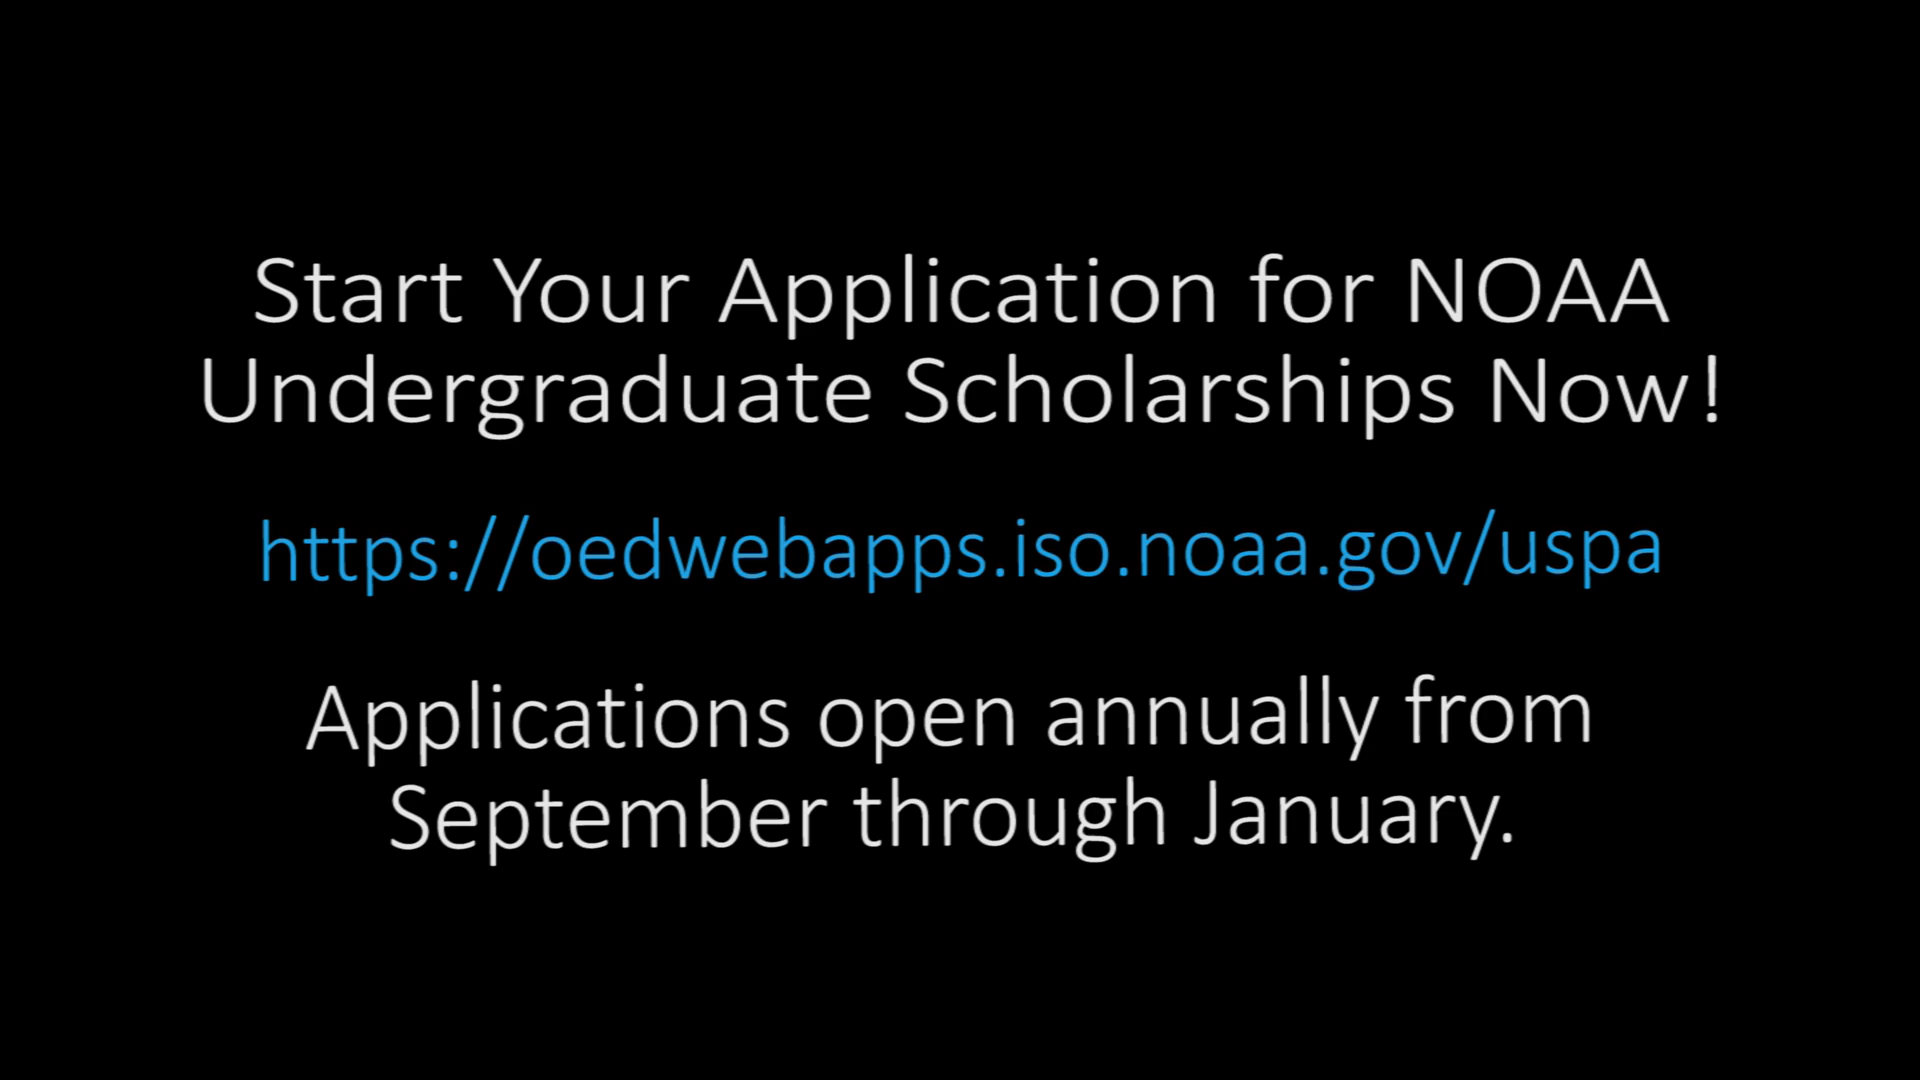 Start Your Application for NOAA
Undergraduate Scholarships Now!
https://oedwebapps.iso.noaa.gov/uspa
Applications open annually from
September through January.